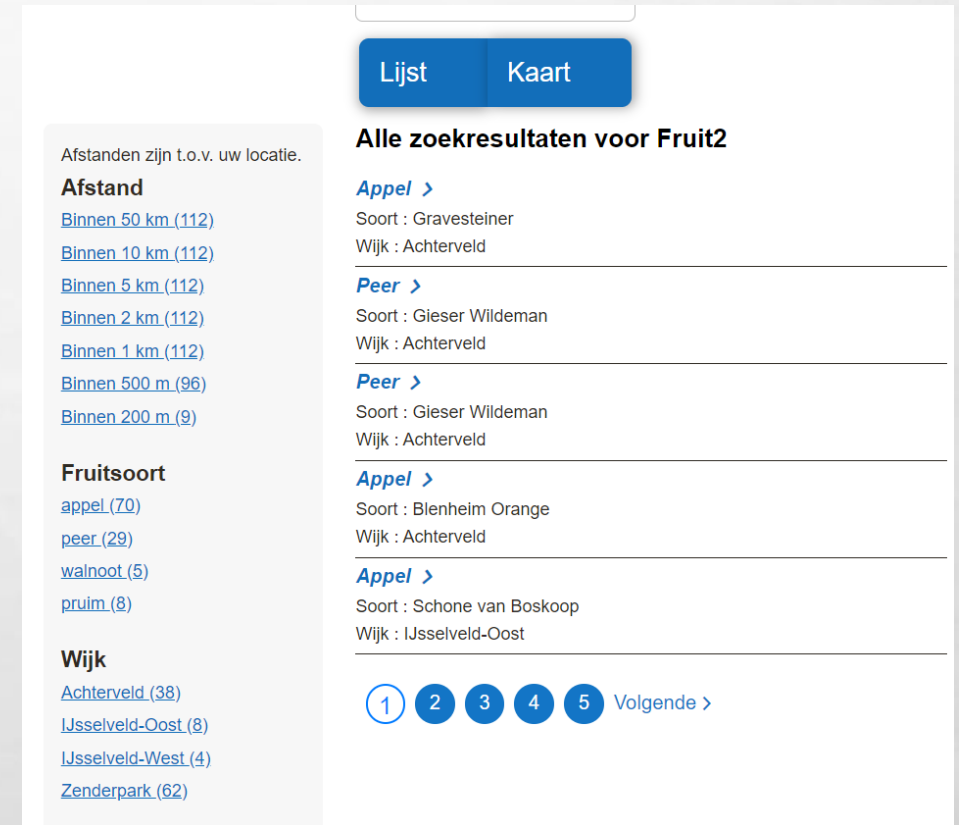 Lijst Kaart
Afstanden zijn t.o.v. uw locatie.
Afstand
Binnen 50 km (112)
Binnen 10 km (112)
Binnen 5 km (112)
Binnen 2 km (112)
Binnen 1 km (112)
Binnen 500 m (96)
Binnen 200 m (9)
Fruitsoort
appel (70)
peer (29)
walnoot (5)
pruim (8)
Wijk
Achterveld (38)
IJsselveld-Oost (8)
IJsselveld-West (4)
Zenderpark (62)
Alle zoekresultaten voor Fruit2
Appel >
Soort : Gravesteiner
Wijk : Achterveld
Peer >
Soort : Gieser Wildeman
Wijk : Achterveld
Peer >
Soort : Gieser Wildeman
Wijk : Achterveld
Appel >
Soort : Blenheim Orange
Wijk : Achterveld
Appel >
Soort : Schone van Boskoop
Wijk : IJsselveld-Oost
1 2 3 4 5 Volgende >